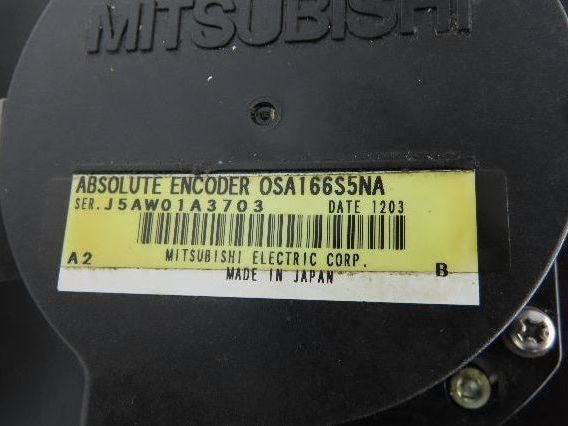 MITSUBISHI
ABSOLUTE ENCODER OSA166S5NA
SER.J5AW01A3703 DATE 1203
A2 MITSUBISHI ELECTRIC CORP. B
MADE IN JAPAN